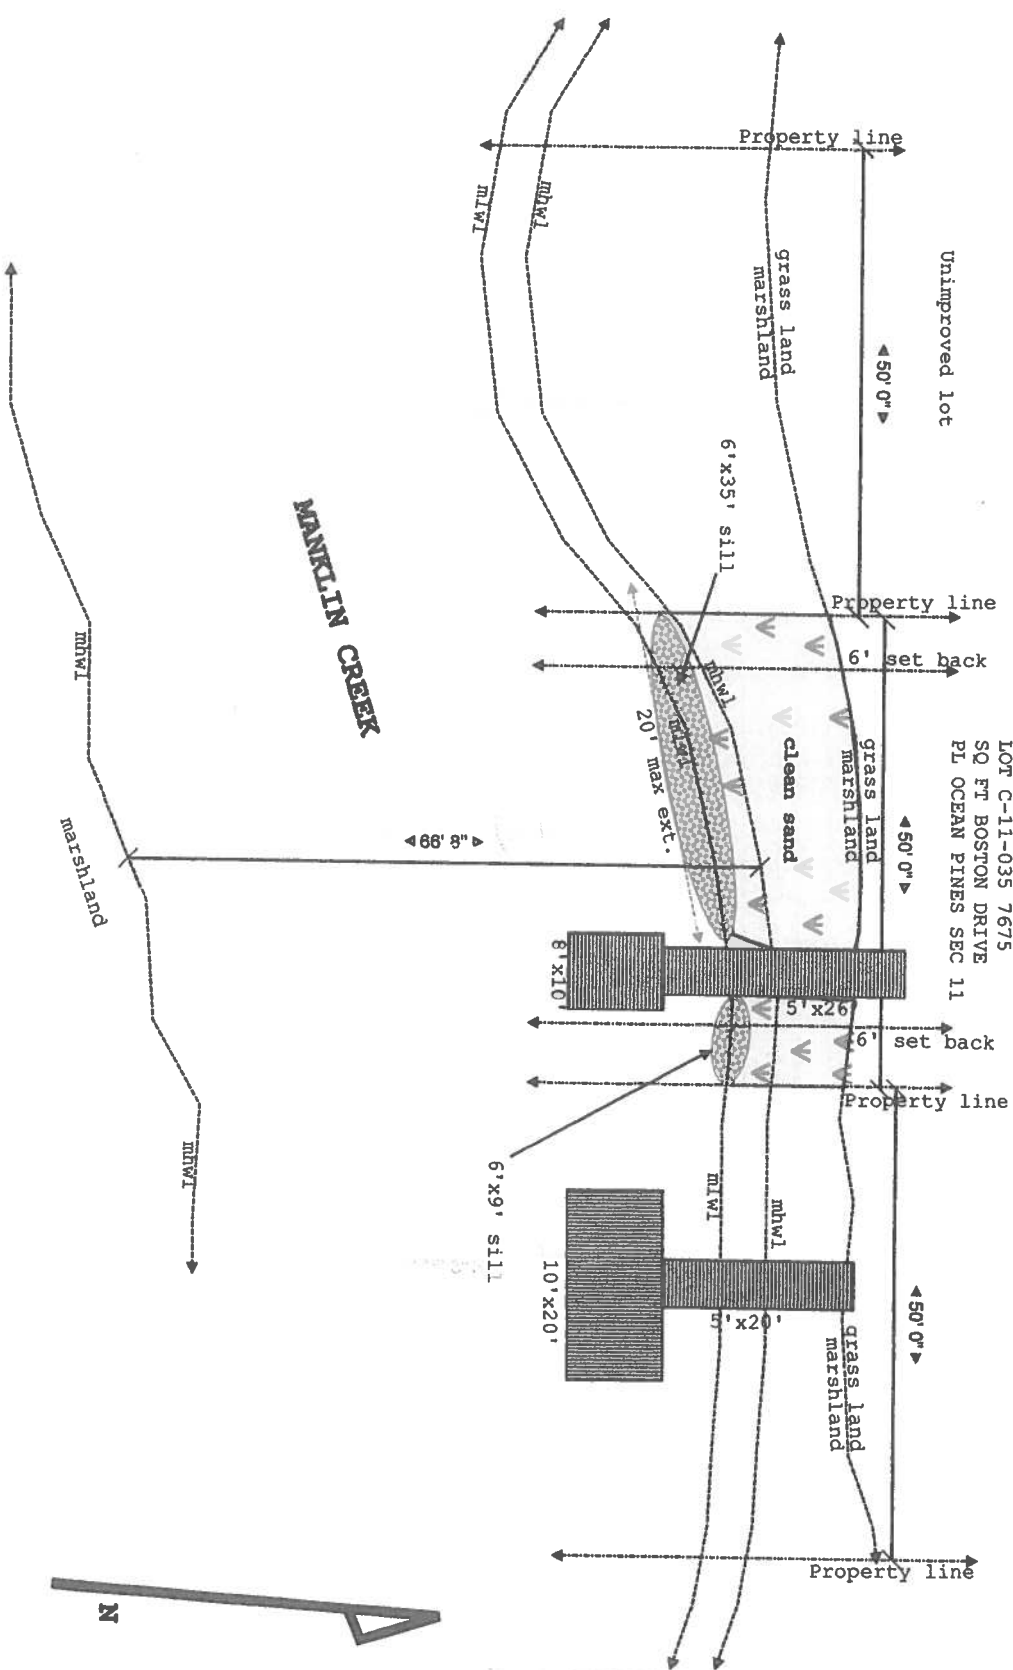 Property line
mlwl
mhwl
grass land
marshland
Unimproved lot
50' 0"
6'x35' sill
MANKLIN CREEK
Property line
6' set back
mhwl
mhwl
mlwl
20' max ext.
clean sand
grass land
marshland
50' 0"
LOT C-11-035 7675
SQ FT BOSTON DRIVE
PL OCEAN PINES SEC 11
66' 8"
marshland
8'x10'
5'x26'
6' set back
Property line
mhwl
6'x9' sill
mlwl
mhwl
10'x20'
5'x20'
grass land
marshland
50' 0"
Property line
N